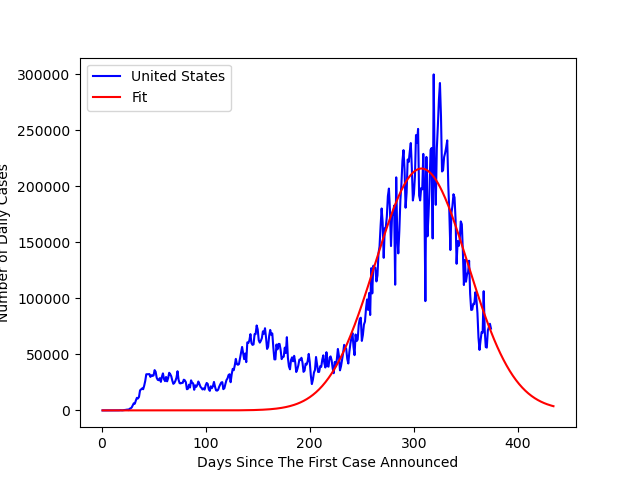 United States
Fit
300000
250000
200000
150000
100000
50000
0
Number of Daily Cases
0 100 200 300 400
Days Since The First Case Announced